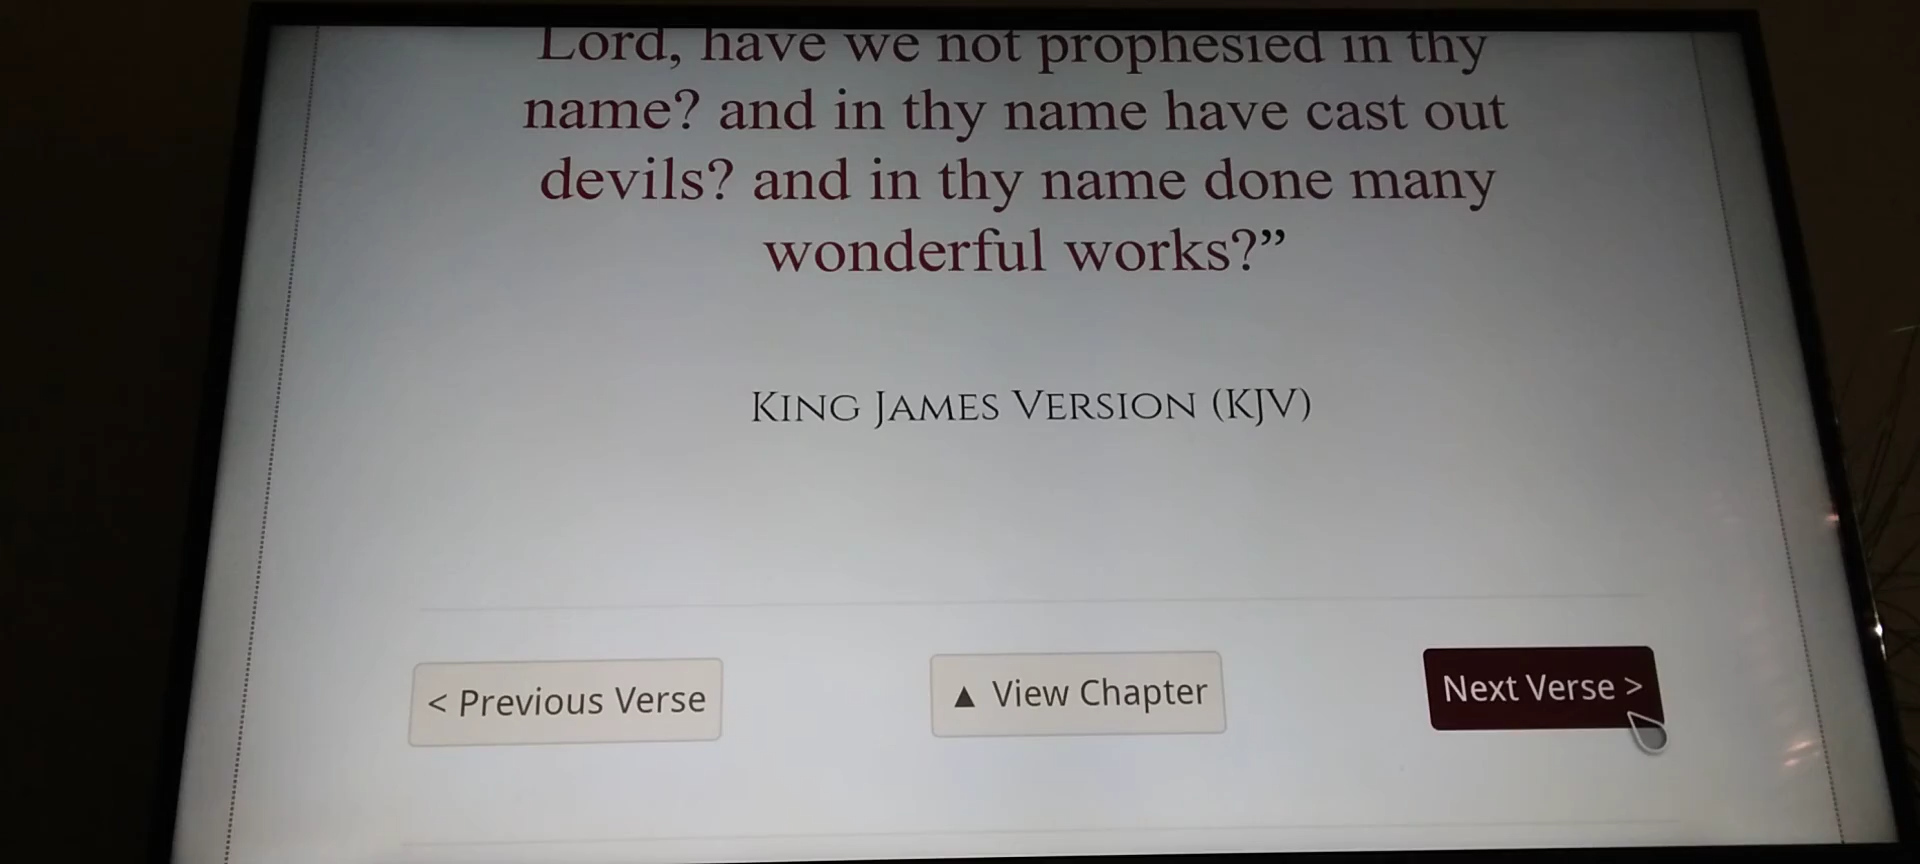 Lord, have we not prophesied in thy
name? and in thy name have cast out
devils? and in thy name done many
wonderful works?”
King James Version (KJV)
< Previous Verse
▲ View Chapter
Next Verse >